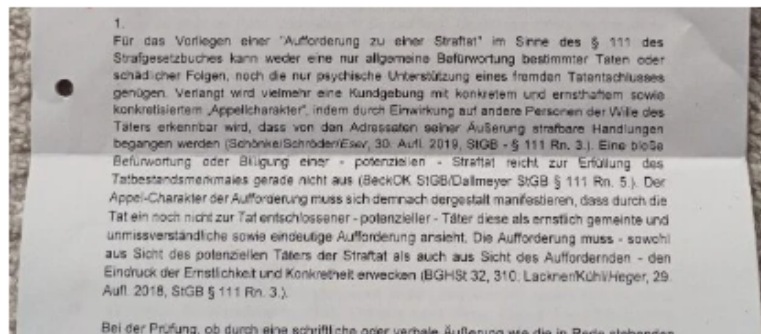 1.
Für das Vorliegen einer "Aufforderung zu einer Straftat" im Sinne des § 111 des
Strafgesetzbuches kann weder eine nur allgemeine Befürwortung bestimmter Taten oder
schädlicher Folgen, noch die nur psychische Unterstützung eines fremden Tatentschlusses
genügen. Verlangt wird vielmehr eine Kundgebung mit konkretem und ernsthaftem sowie
konkretisiertem „Appellcharakter", indem durch Einwirkung auf andere Personen der Wille des
Täters erkennbar wird, dass von den Adressaten seiner Äußerung strafbare Handlungen
begangen werden (Schönke/Schröder/Eser, 30. Aufl. 2019, StGB - § 111 Rn. 3.). Eine bloße
Befürwortung oder Billigung einer - potenziellen - Straftat reicht zur Erfüllung des
Tatbestandsmerkmales gerade nicht aus (BeckOK StGB/Dallmeyer StGB § 111 Rn. 5.). Der
Appel-Charakter der Aufforderung muss sich demnach dergestalt manifestieren, dass durch die
Tat ein noch nicht zur Tat entschlossener - potenzieller - Täter diese als ernstlich gemeinte und
unmissverständliche sowie eindeutige Aufforderung ansieht. Die Aufforderung muss - sowohl
aus Sicht des potenziellen Täters der Straftat als auch aus Sicht des Auffordernden - den
Eindruck der Ernstlichkeit und Konkretheit erwecken (BGHSt 32, 310; Lackner/Kühl/Heger, 29.
Aufl. 2018, StGB § 111 Rn. 3.).
Bei der Prüfung, ob durch eine schriftliche oder verbale Äußerung wie die in Rede stehenden